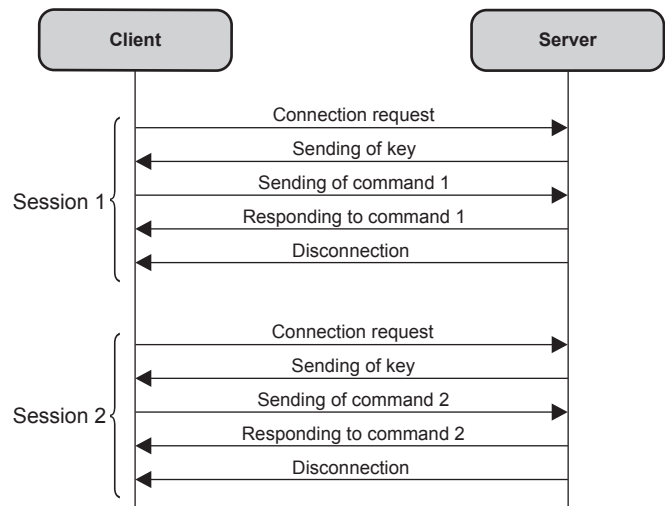 Client
Server
Connection request
Sending of key
Session 1
Sending of command 1
Responding to command 1
Disconnection
Connection request
Sending of key
Session 2
Sending of command 2
Responding to command 2
Disconnection